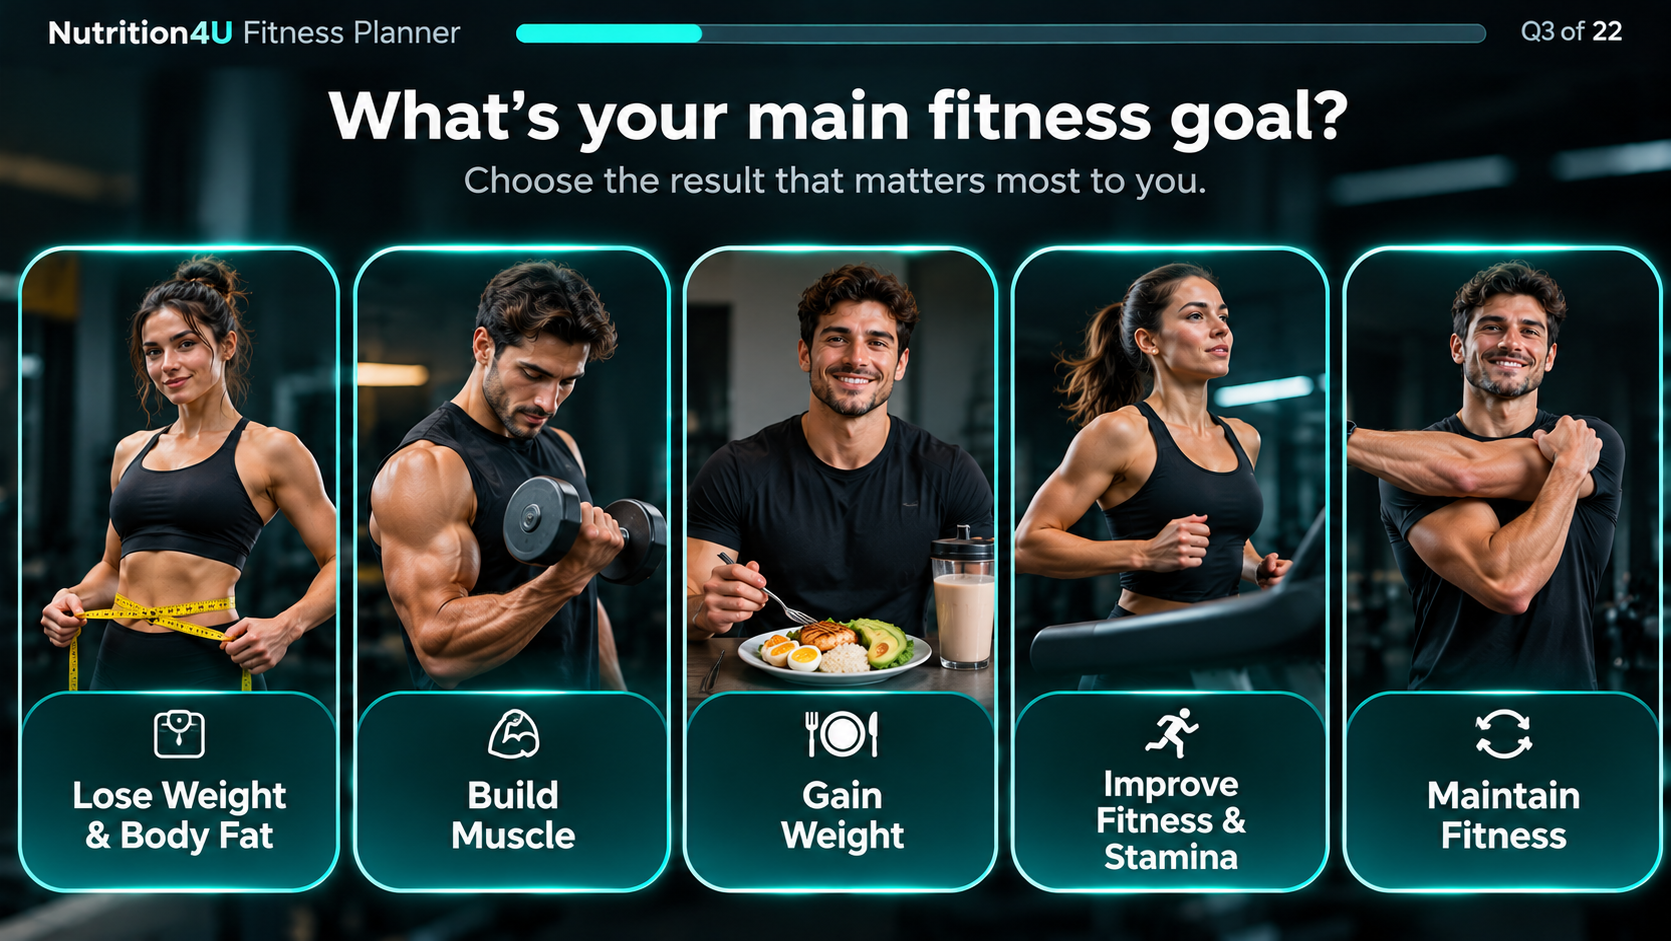 Nutrition4U Fitness Planner
Q3 of 22
What's your main fitness goal?
Choose the result that matters most to you.
Lose Weight
& Body Fat
Build
Muscle
Gain
Weight
Improve
Fitness &
Stamina
Maintain
Fitness